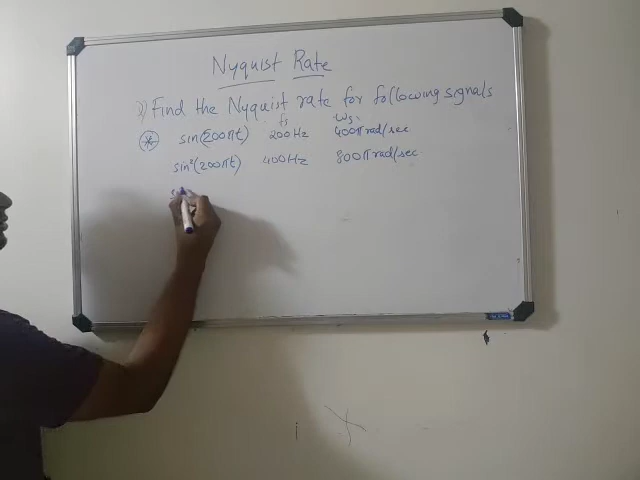 Nyquist Rate
Find the Nyquist rate for following signals
fs ωs
sin(200πt) 200Hz 400π rad/sec
sin²(200πt) 400Hz 800π rad/sec
s